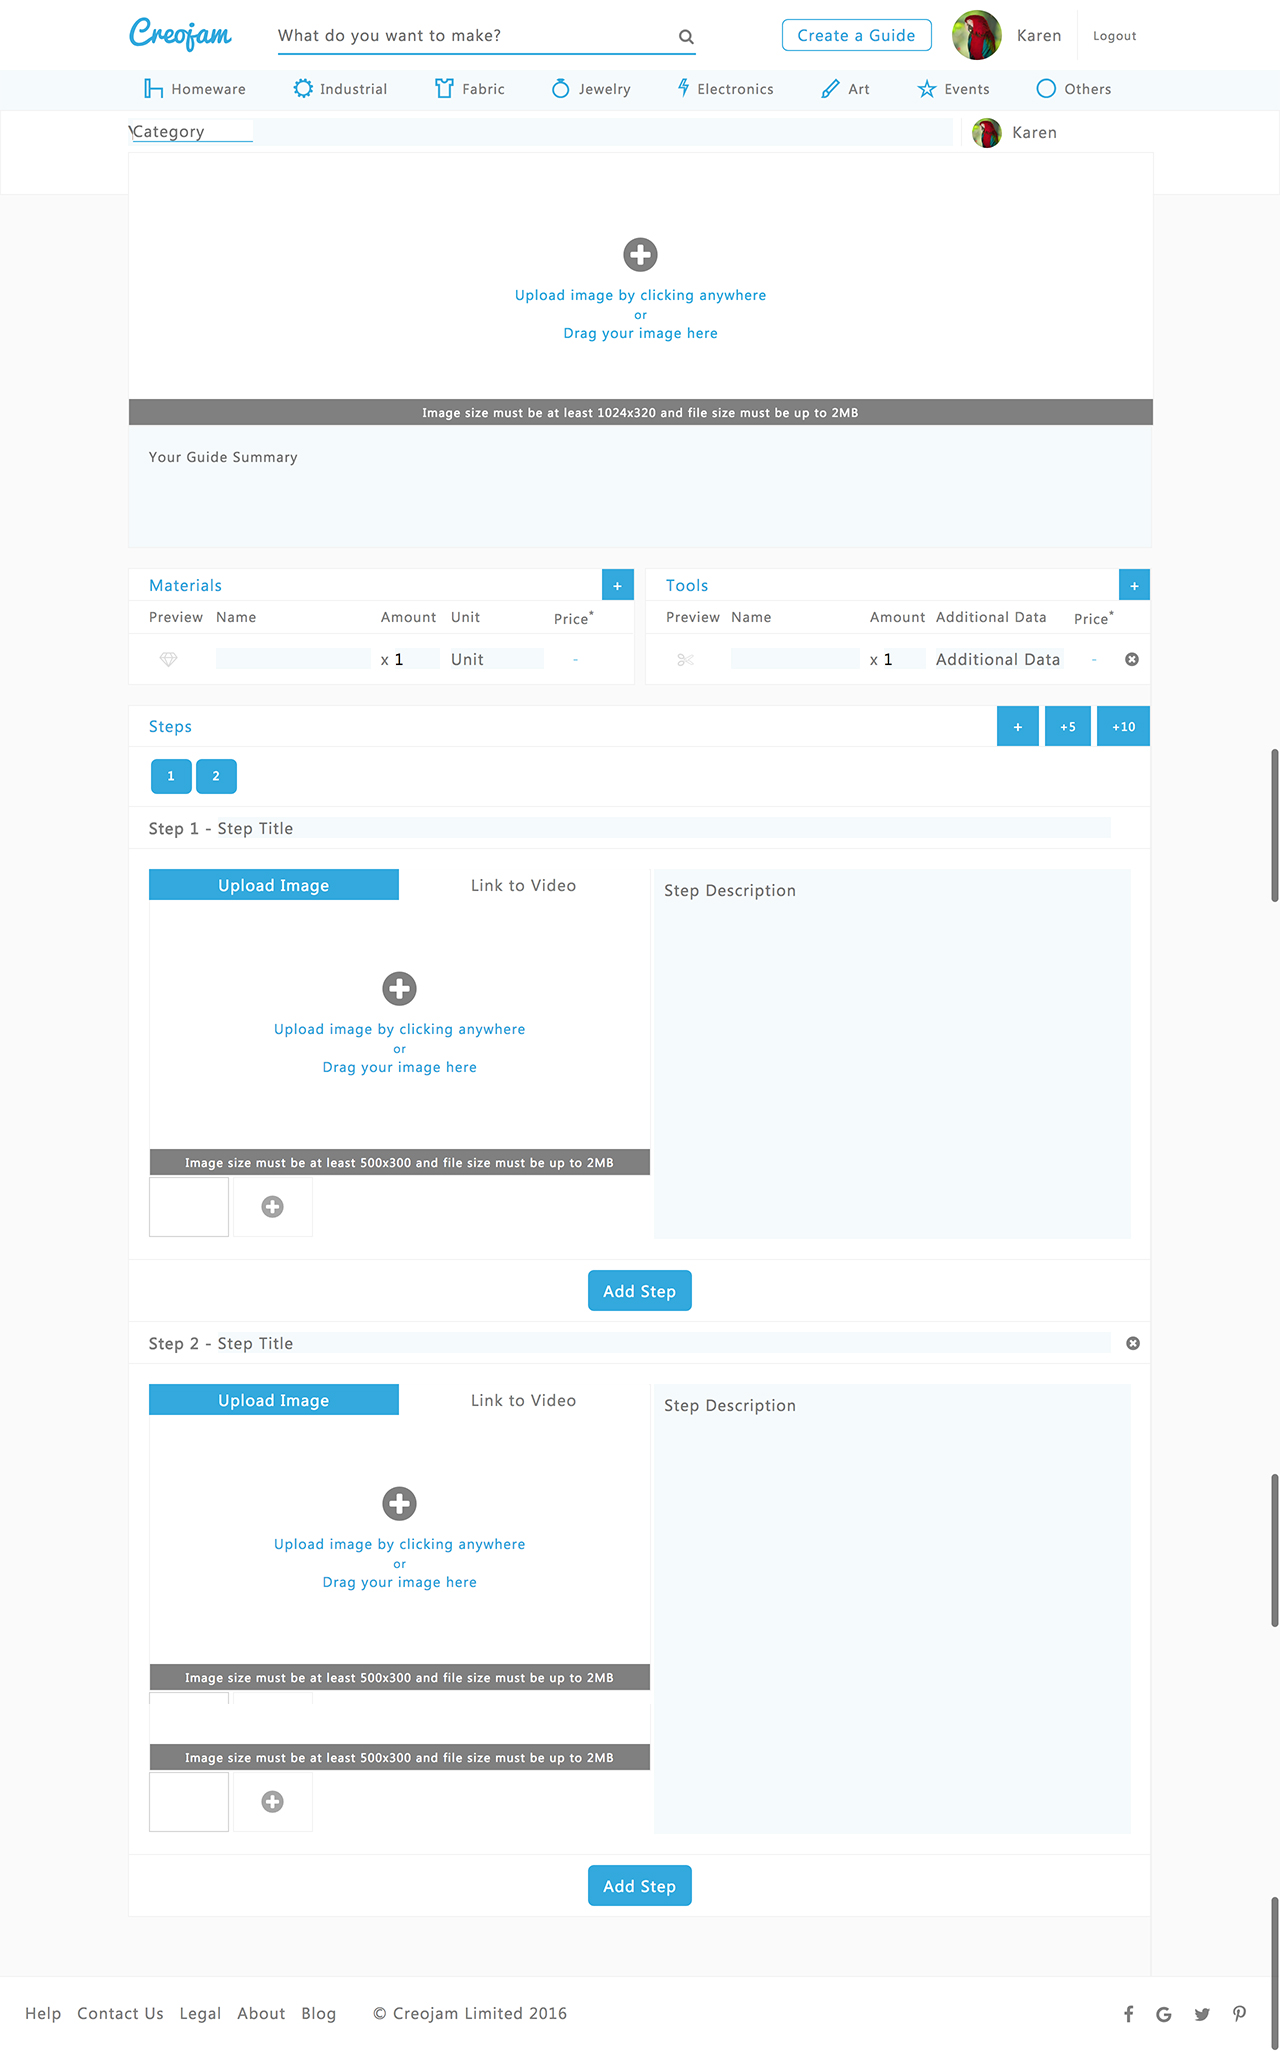 Creojam What do you want to make? Create a Guide Karen Logout
Homeware Industrial Fabric Jewelry Electronics Art Events Others
Category Karen
Upload image by clicking anywhere
or
Drag your image here
Image size must be at least 1024x320 and file size must be up to 2MB
Your Guide Summary
Materials +
Preview Name Amount Unit Price*
x 1 Unit -
Tools +
Preview Name Amount Additional Data Price*
x 1 Additional Data -
Steps + +5 +10
1 2
Step 1 - Step Title
Upload Image Link to Video
Step Description
Upload image by clicking anywhere
or
Drag your image here
Image size must be at least 500x300 and file size must be up to 2MB
Add Step
Step 2 - Step Title
Upload Image Link to Video
Step Description
Upload image by clicking anywhere
or
Drag your image here
Image size must be at least 500x300 and file size must be up to 2MB
Image size must be at least 500x300 and file size must be up to 2MB
Add Step
Help Contact Us Legal About Blog © Creojam Limited 2016